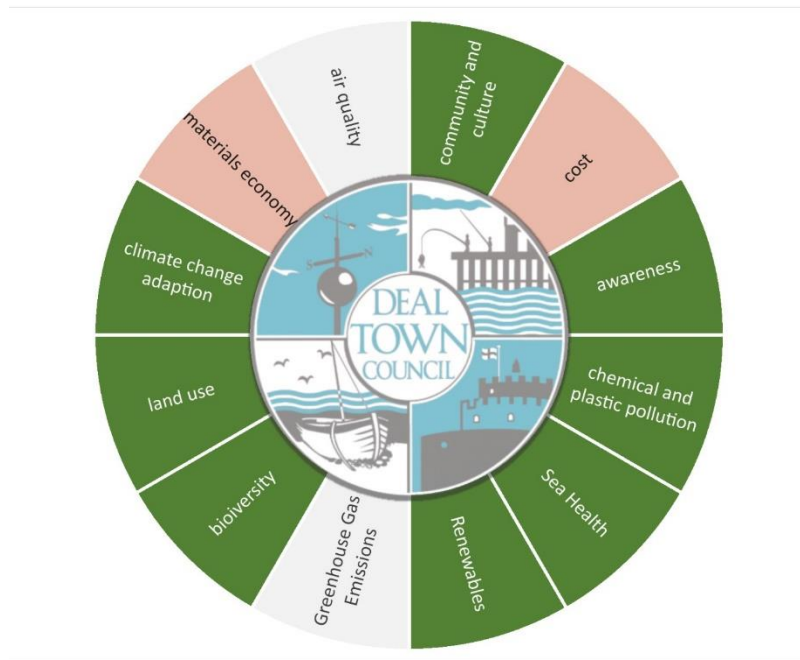 community and
culture
cost
awareness
chemical and
plastic pollution
Sea Health
Renewables
Greenhouse Gas
Emissions
bioiversity
land use
climate change
adaption
materials economy
air quality
DEAL
TOWN
COUNCIL
S
N